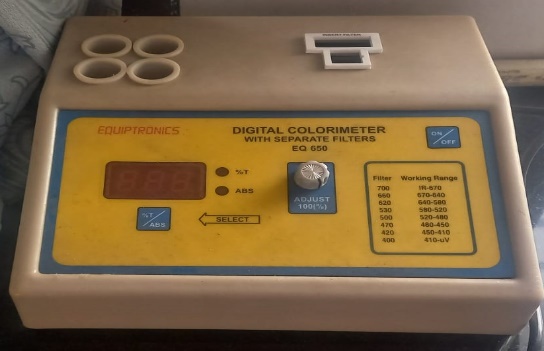 EQUIPTRONICS
DIGITAL COLORIMETER
WITH SEPARATE FILTERS
EQ 650
ON/OFF
%T
ABS
%T/ABS
SELECT
ADJUST
100(%)
Filter Working Range
700 IR-670
660 670-640
620 640-580
530 580-520
500 520-480
470 480-450
420 450-410
400 410-uV